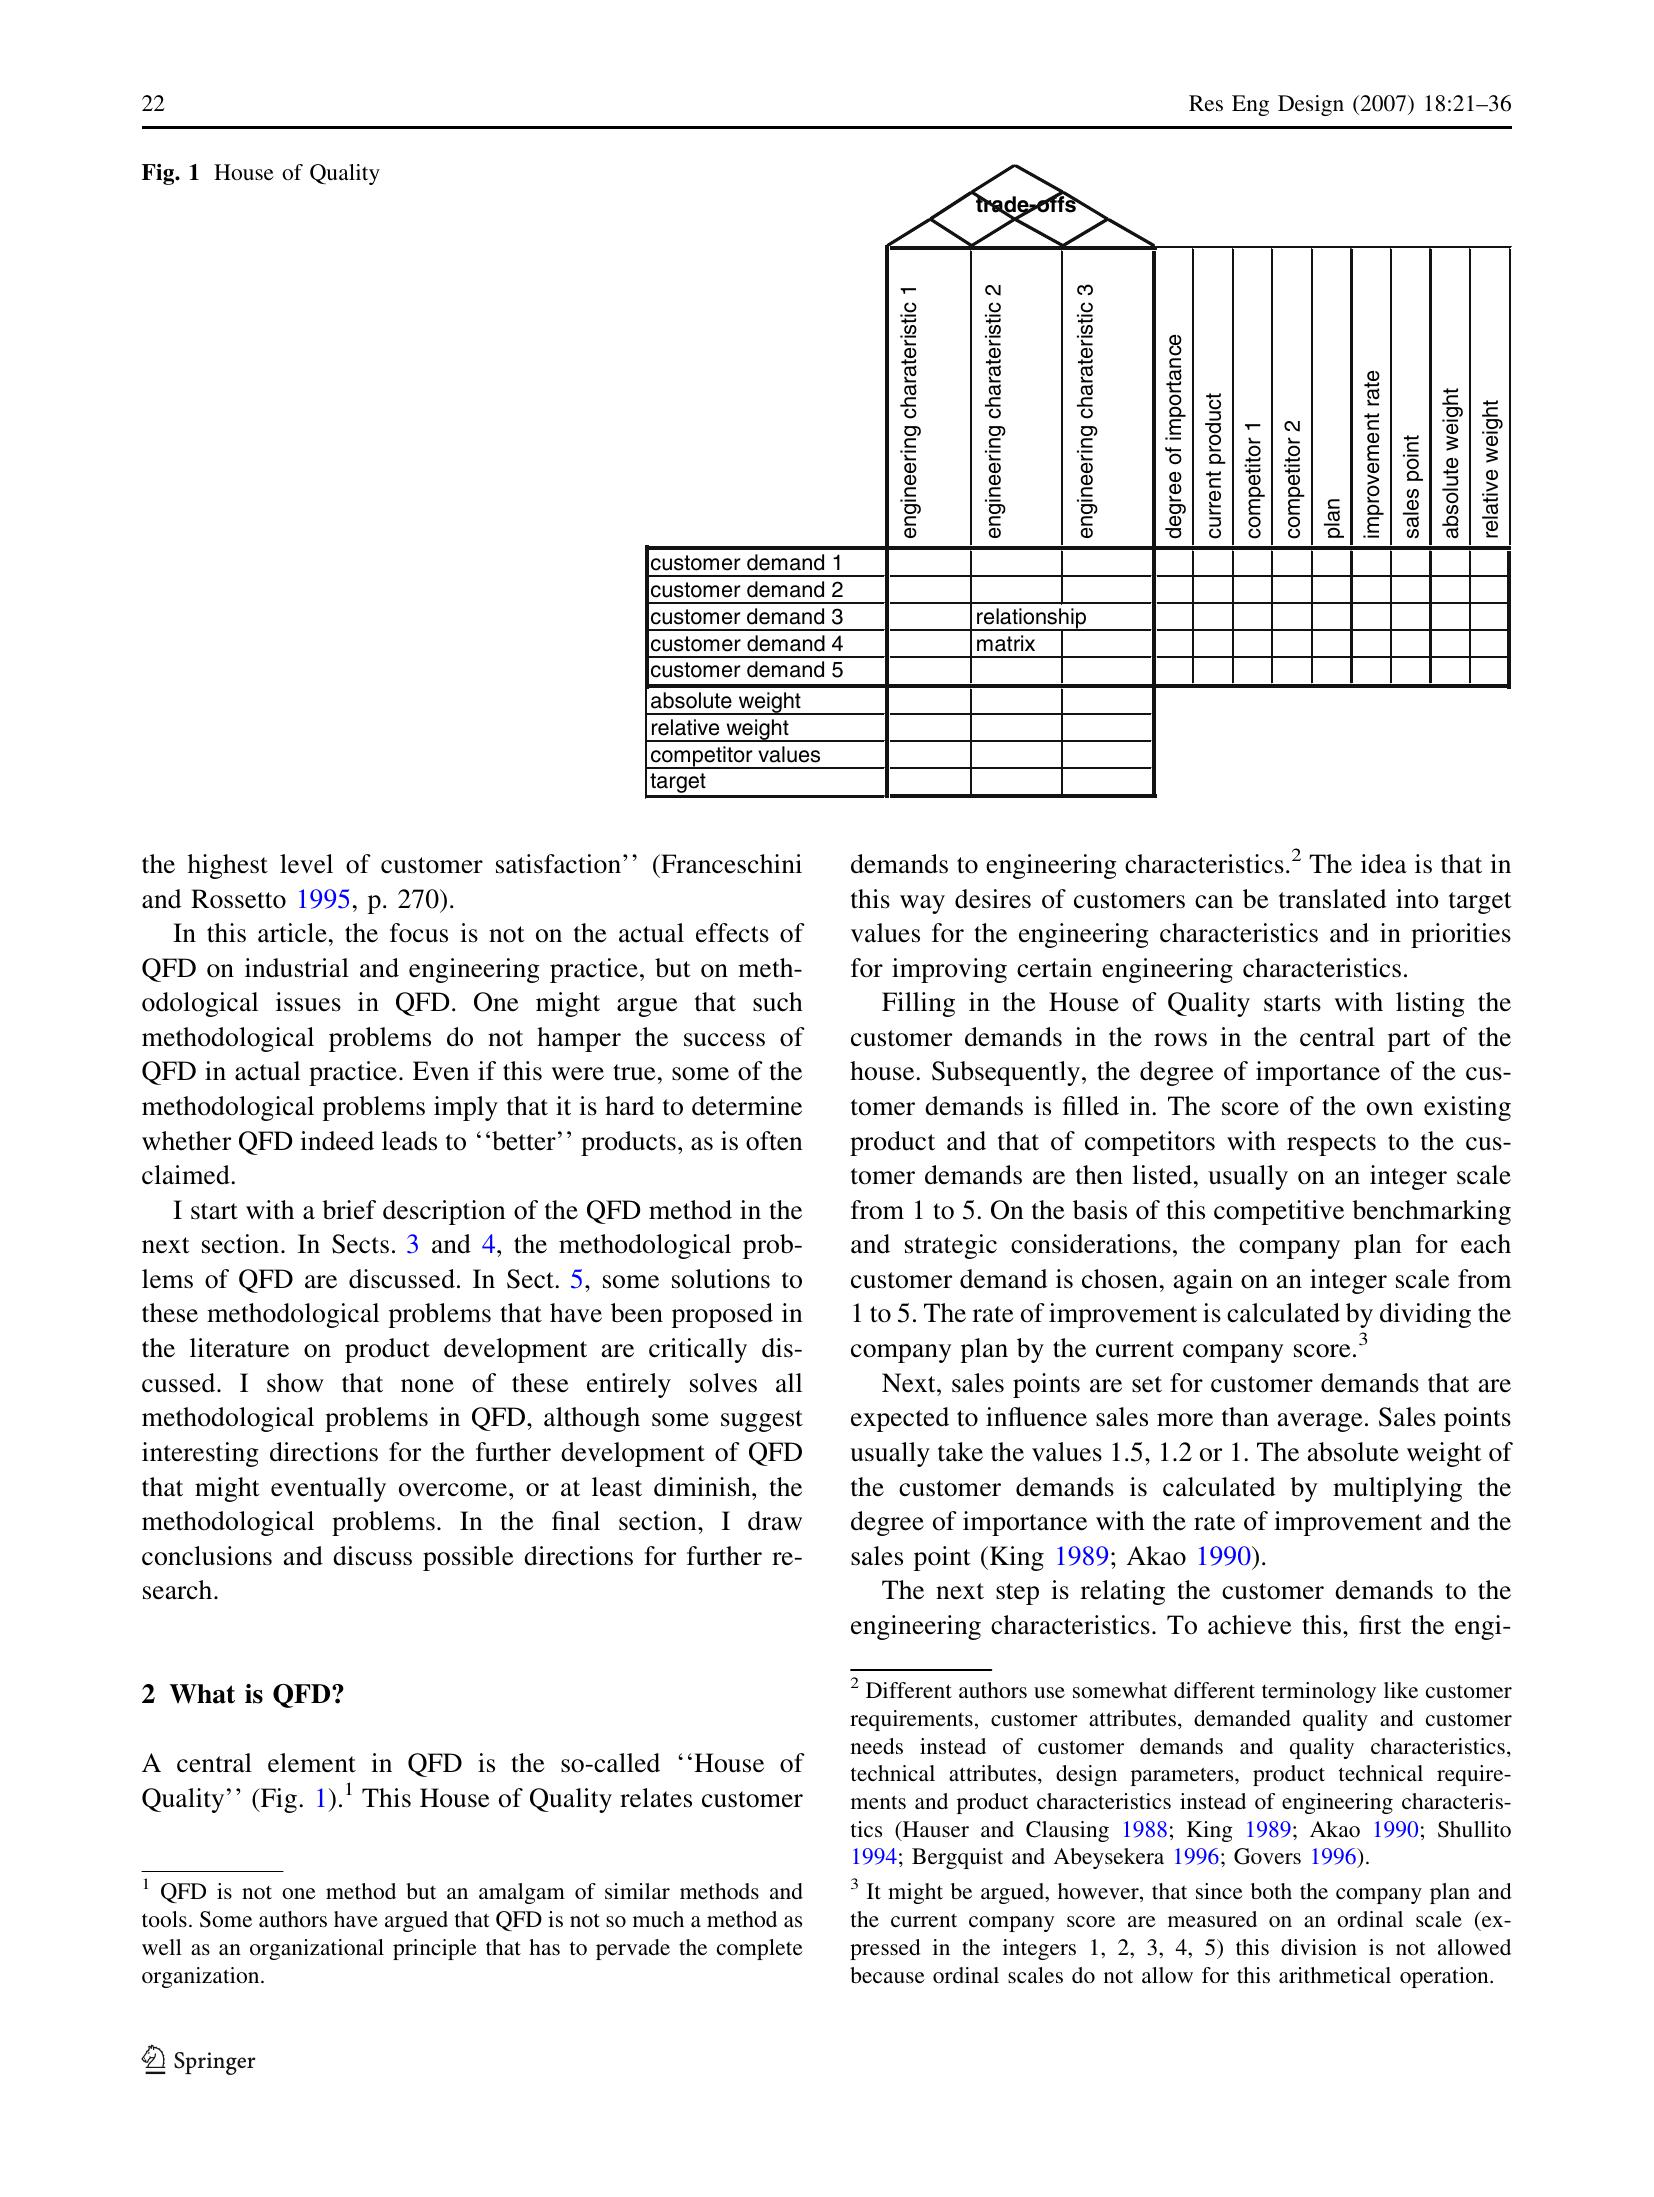 22
Res Eng Design (2007) 18:21–36
Fig. 1 House of Quality
trade-offs
engineering charateristic 1
engineering charateristic 2
engineering charateristic 3
degree of importance
current product
competitor 1
competitor 2
plan
improvement rate
sales point
absolute weight
relative weight
customer demand 1
customer demand 2
customer demand 3
relationship
customer demand 4
matrix
customer demand 5
absolute weight
relative weight
competitor values
target
the highest level of customer satisfaction’’ (Franceschini
and Rossetto 1995, p. 270).
In this article, the focus is not on the actual effects of
QFD on industrial and engineering practice, but on meth-
odological issues in QFD. One might argue that such
methodological problems do not hamper the success of
QFD in actual practice. Even if this were true, some of the
methodological problems imply that it is hard to determine
whether QFD indeed leads to ‘‘better’’ products, as is often
claimed.
I start with a brief description of the QFD method in the
next section. In Sects. 3 and 4, the methodological prob-
lems of QFD are discussed. In Sect. 5, some solutions to
these methodological problems that have been proposed in
the literature on product development are critically dis-
cussed. I show that none of these entirely solves all
methodological problems in QFD, although some suggest
interesting directions for the further development of QFD
that might eventually overcome, or at least diminish, the
methodological problems. In the final section, I draw
conclusions and discuss possible directions for further re-
search.
2 What is QFD?
A central element in QFD is the so-called ‘‘House of
Quality’’ (Fig. 1).1 This House of Quality relates customer
1 QFD is not one method but an amalgam of similar methods and
tools. Some authors have argued that QFD is not so much a method as
well as an organizational principle that has to pervade the complete
organization.
demands to engineering characteristics.2 The idea is that in
this way desires of customers can be translated into target
values for the engineering characteristics and in priorities
for improving certain engineering characteristics.
Filling in the House of Quality starts with listing the
customer demands in the rows in the central part of the
house. Subsequently, the degree of importance of the cus-
tomer demands is filled in. The score of the own existing
product and that of competitors with respects to the cus-
tomer demands are then listed, usually on an integer scale
from 1 to 5. On the basis of this competitive benchmarking
and strategic considerations, the company plan for each
customer demand is chosen, again on an integer scale from
1 to 5. The rate of improvement is calculated by dividing the
company plan by the current company score.3
Next, sales points are set for customer demands that are
expected to influence sales more than average. Sales points
usually take the values 1.5, 1.2 or 1. The absolute weight of
the customer demands is calculated by multiplying the
degree of importance with the rate of improvement and the
sales point (King 1989; Akao 1990).
The next step is relating the customer demands to the
engineering characteristics. To achieve this, first the engi-
2 Different authors use somewhat different terminology like customer
requirements, customer attributes, demanded quality and customer
needs instead of customer demands and quality characteristics,
technical attributes, design parameters, product technical require-
ments and product characteristics instead of engineering characteris-
tics (Hauser and Clausing 1988; King 1989; Akao 1990; Shullito
1994; Bergquist and Abeysekera 1996; Govers 1996).
3 It might be argued, however, that since both the company plan and
the current company score are measured on an ordinal scale (ex-
pressed in the integers 1, 2, 3, 4, 5) this division is not allowed
because ordinal scales do not allow for this arithmetical operation.
Springer